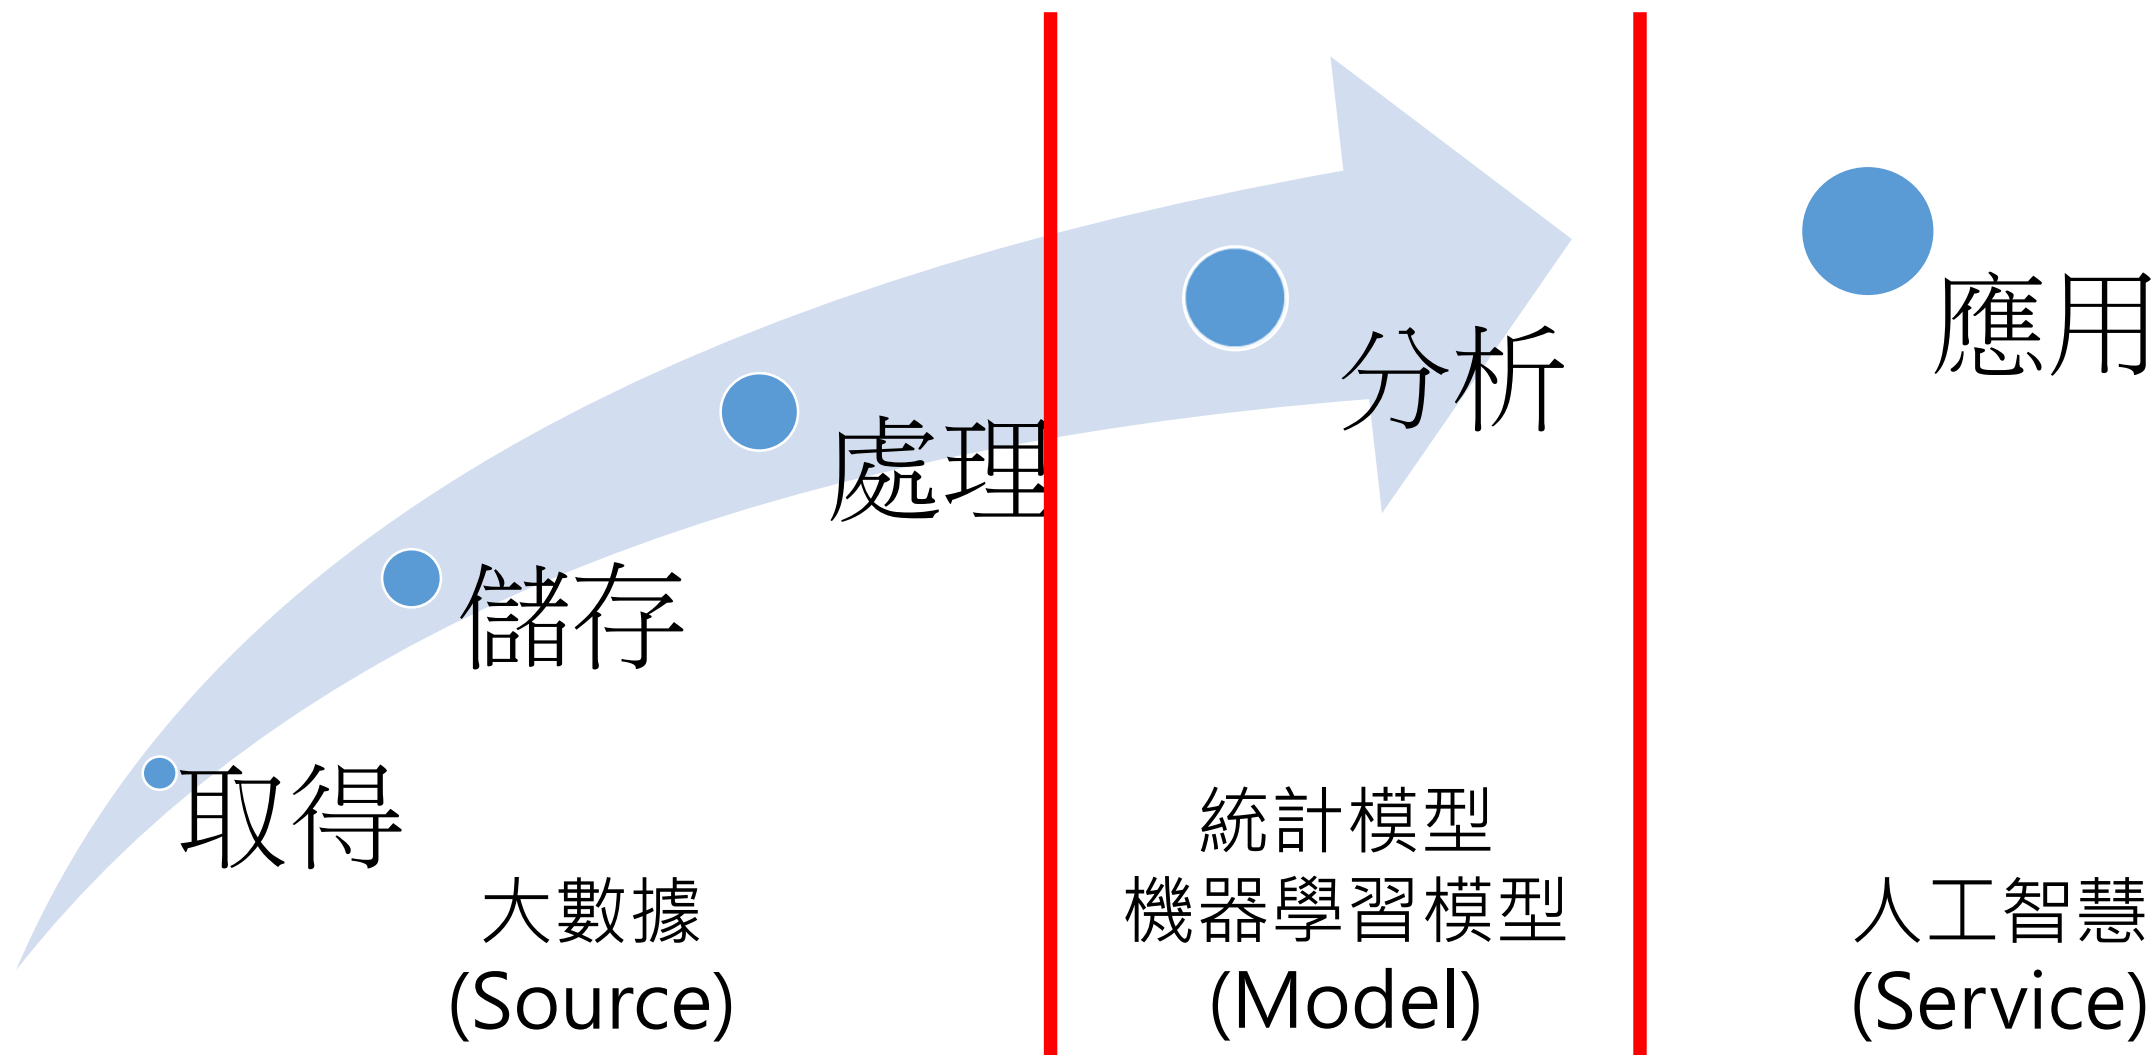 取得
儲存
處理
分析
應用
大數據
(Source)
統計模型
機器學習模型
(Model)
人工智慧
(Service)